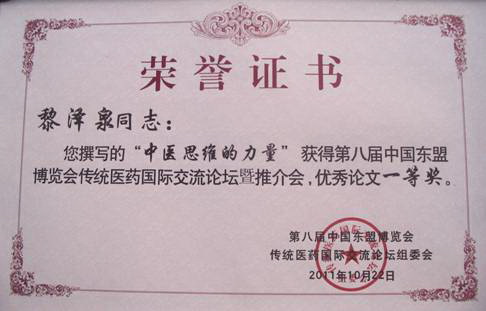 荣誉证书
黎泽泉同志：
您撰写的“中医思维的力量”获得第八届中国东盟
博览会传统医药国际交流论坛暨推介会，优秀论文一等奖。
第八届中国东盟博览会
传统医药国际交流论坛组委会
2011年10月22日